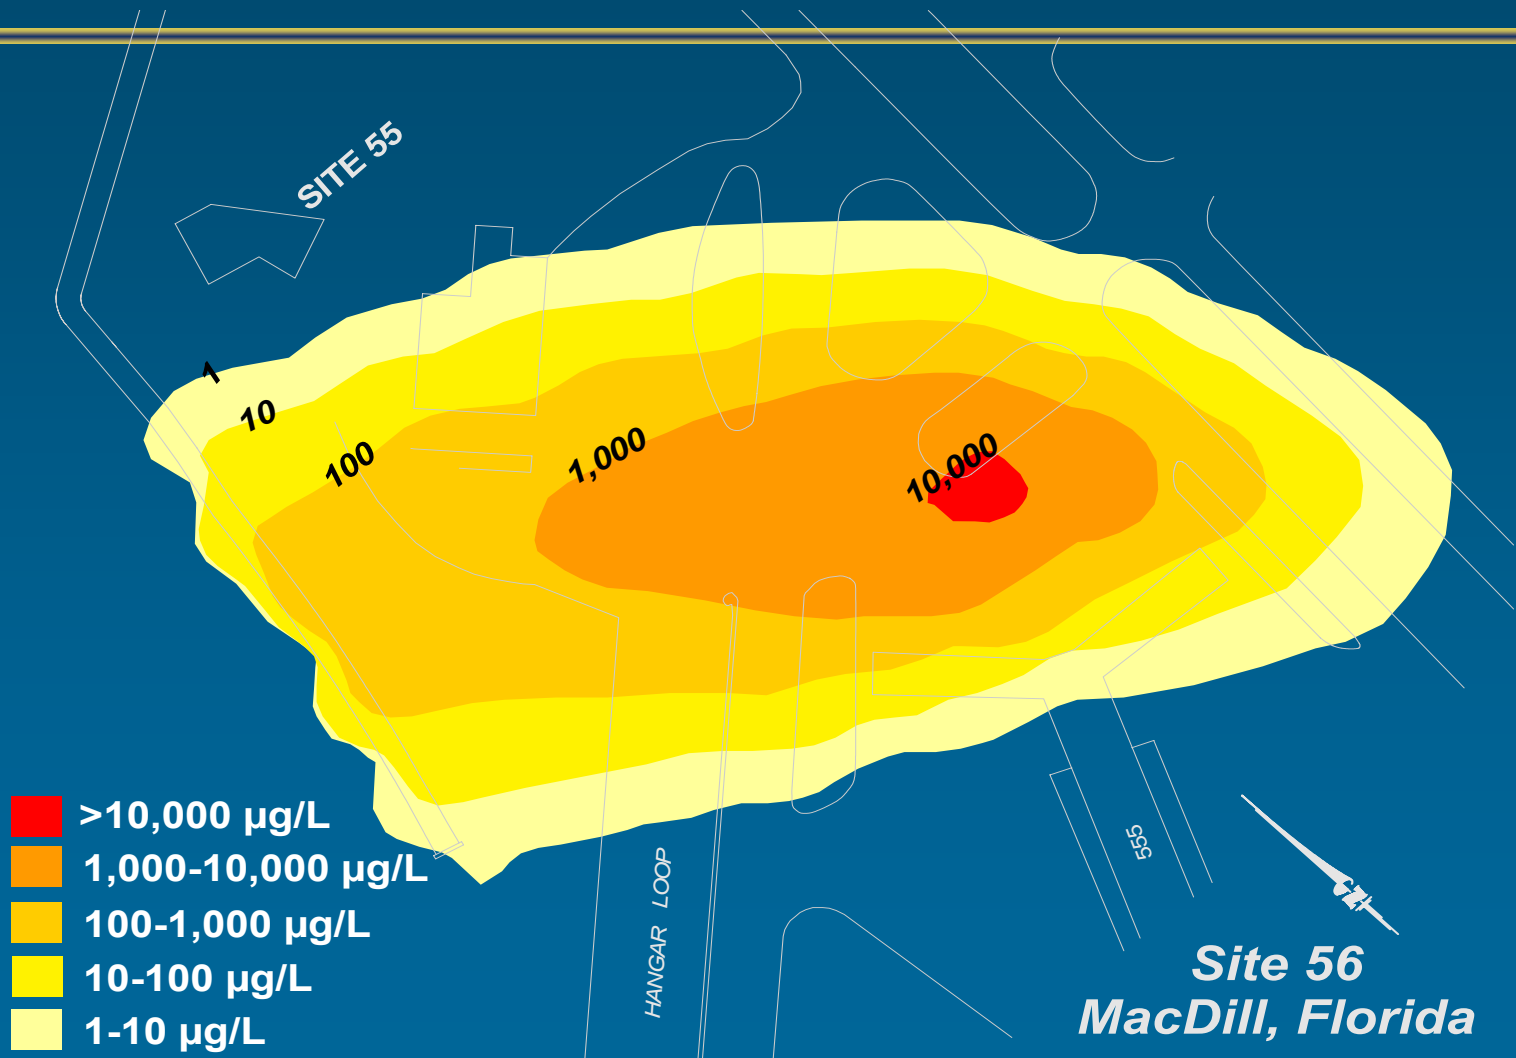 SITE 55
1
10
100
1,000
10,000
>10,000 µg/L
1,000-10,000 µg/L
100-1,000 µg/L
10-100 µg/L
1-10 µg/L
HANGAR LOOP
555
N
Site 56
MacDill, Florida